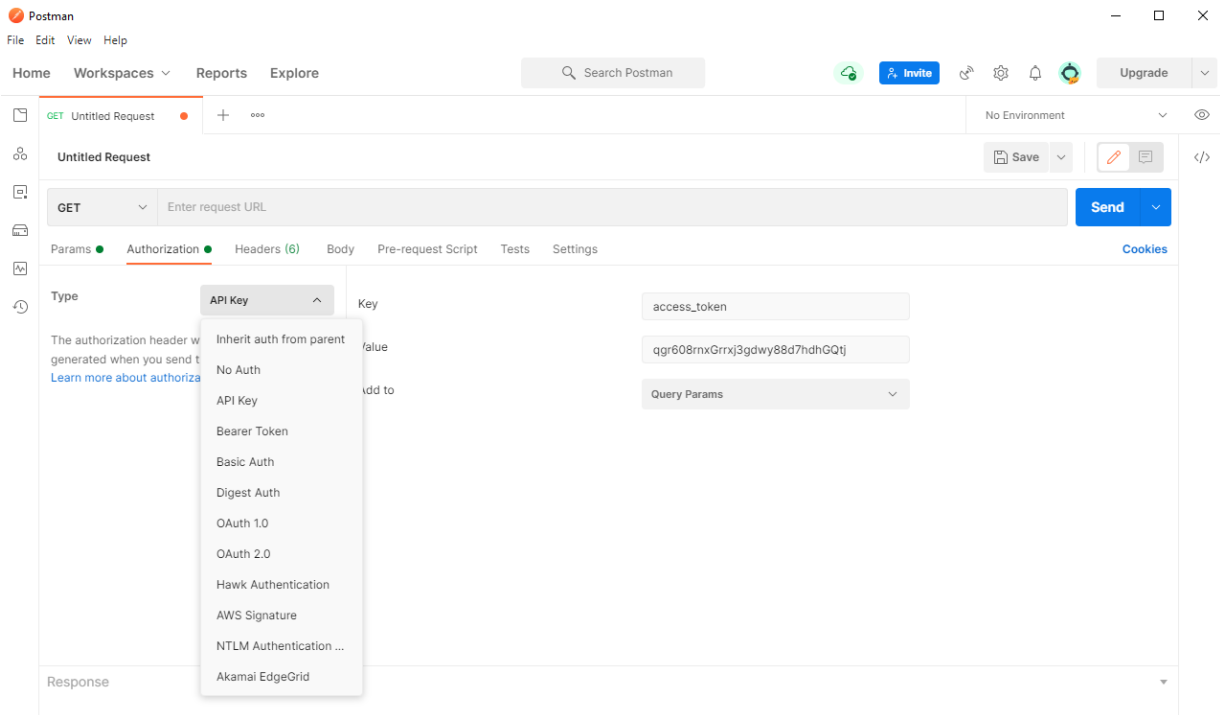 Postman
File Edit View Help
Home Workspaces Reports Explore Search Postman Invite Upgrade
GET Untitled Request No Environment
Untitled Request Save
GET Enter request URL Send
Params Authorization Headers (6) Body Pre-request Script Tests Settings Cookies
Type API Key
The authorization header w
generated when you send t
Learn more about authoriza
Inherit auth from parent
No Auth
API Key
Bearer Token
Basic Auth
Digest Auth
OAuth 1.0
OAuth 2.0
Hawk Authentication
AWS Signature
NTLM Authentication ...
Akamai EdgeGrid
Key access_token
Value qgr608rnxGrrxj3gdwy88d7hdhGQtj
Add to Query Params
Response